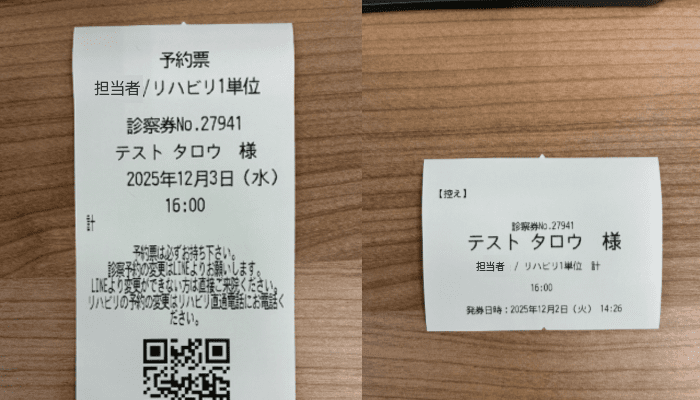 予約票
担当者/リハビリ1単位
診察券No.27941
テスト タロウ 様
2025年12月3日（水）
16:00
計
予約票は必ずお持ち下さい。
診察予約の変更はLINEよりお願いします。
LINEより変更ができない方は直接ご来院ください。
リハビリの予約の変更はリハビリ直通電話にお電話く
ださい。
【控え】
診察券No.27941
テスト タロウ 様
担当者 / リハビリ1単位 計
16:00
発券日時：2025年12月2日（火） 14:26